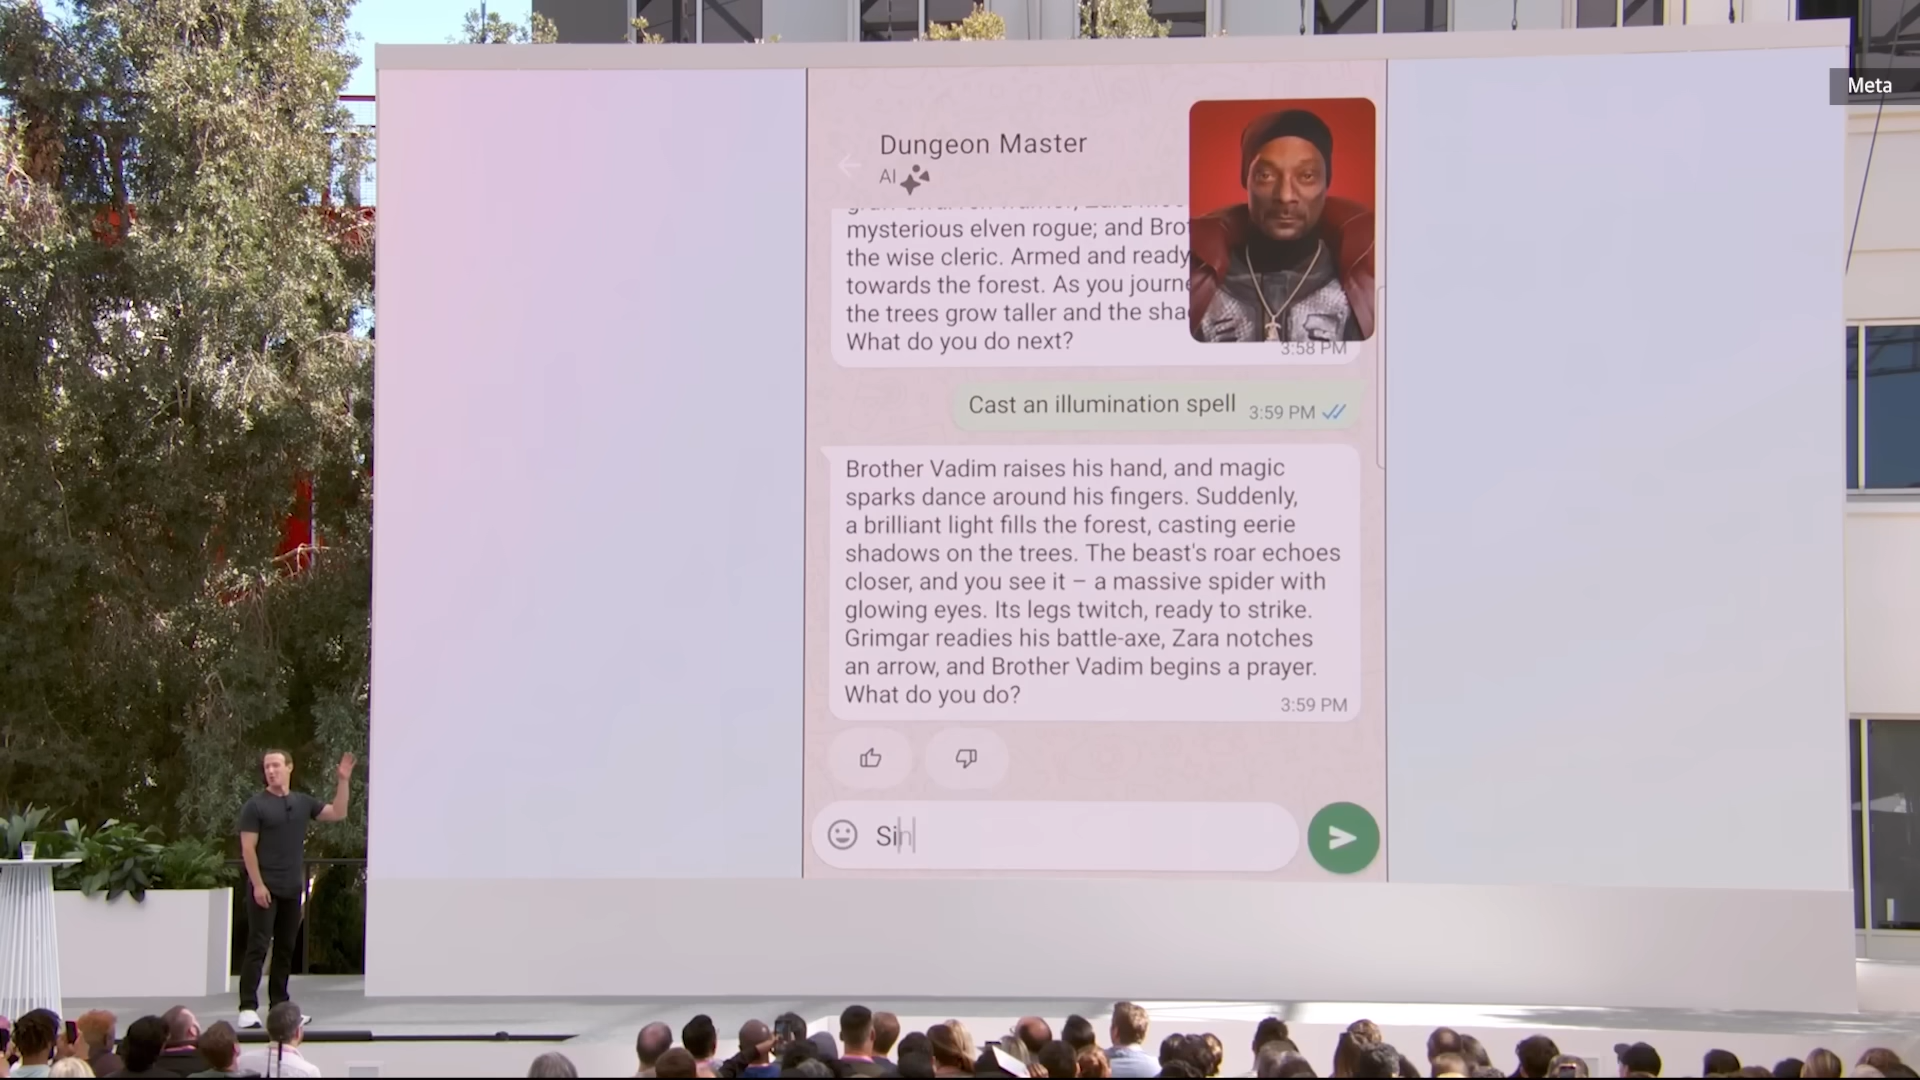 Meta
Dungeon Master
AI
mysterious elven rogue; and
the wise cleric. Armed and ready
towards the forest. As you
the trees grow taller and the
What do you do next?
3:58 PM
Cast an illumination spell 3:59 PM
Brother Vadim raises his hand, and magic
sparks dance around his fingers. Suddenly,
a brilliant light fills the forest, casting eerie
shadows on the trees. The beast's roar echoes
closer, and you see it – a massive spider with
glowing eyes. Its legs twitch, ready to strike.
Grimgar readies his battle-axe, Zara notches
an arrow, and Brother Vadim begins a prayer.
What do you do?
3:59 PM
Sin